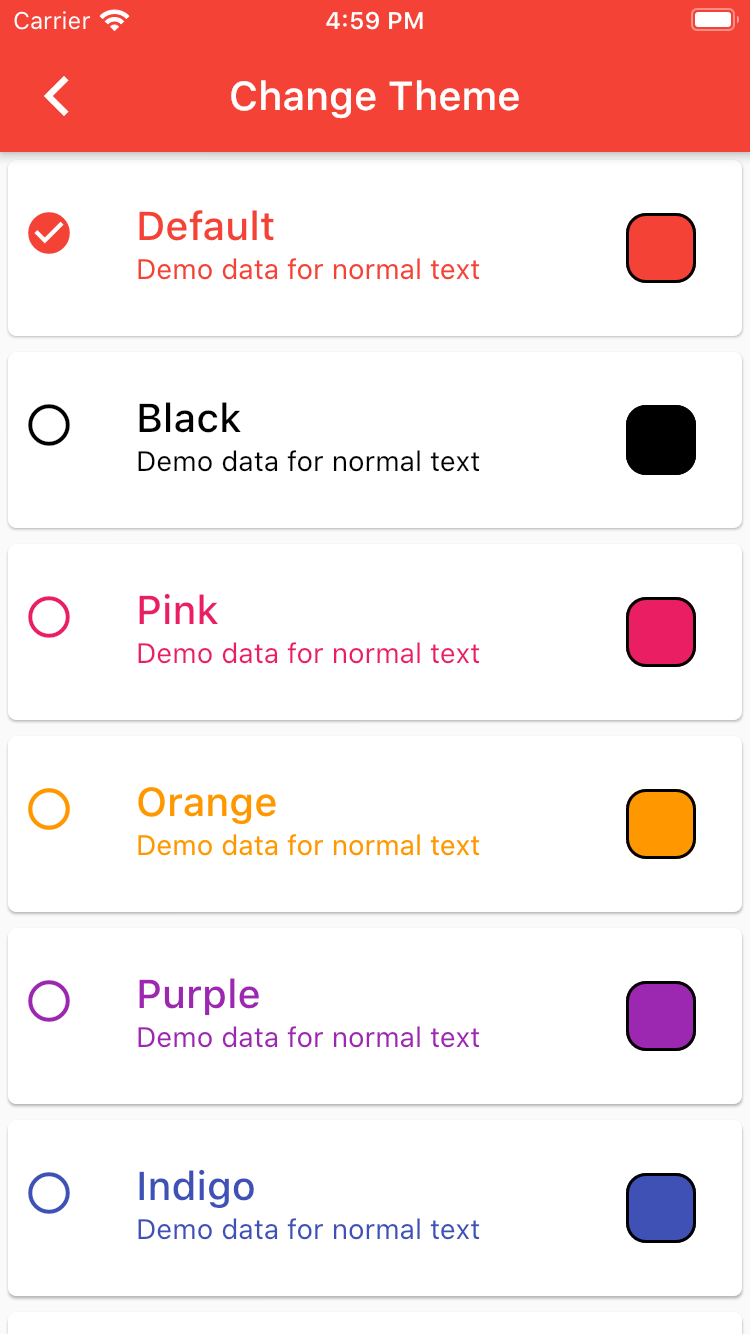 Carrier 4:59 PM
Change Theme
Default
Demo data for normal text
Black
Demo data for normal text
Pink
Demo data for normal text
Orange
Demo data for normal text
Purple
Demo data for normal text
Indigo
Demo data for normal text